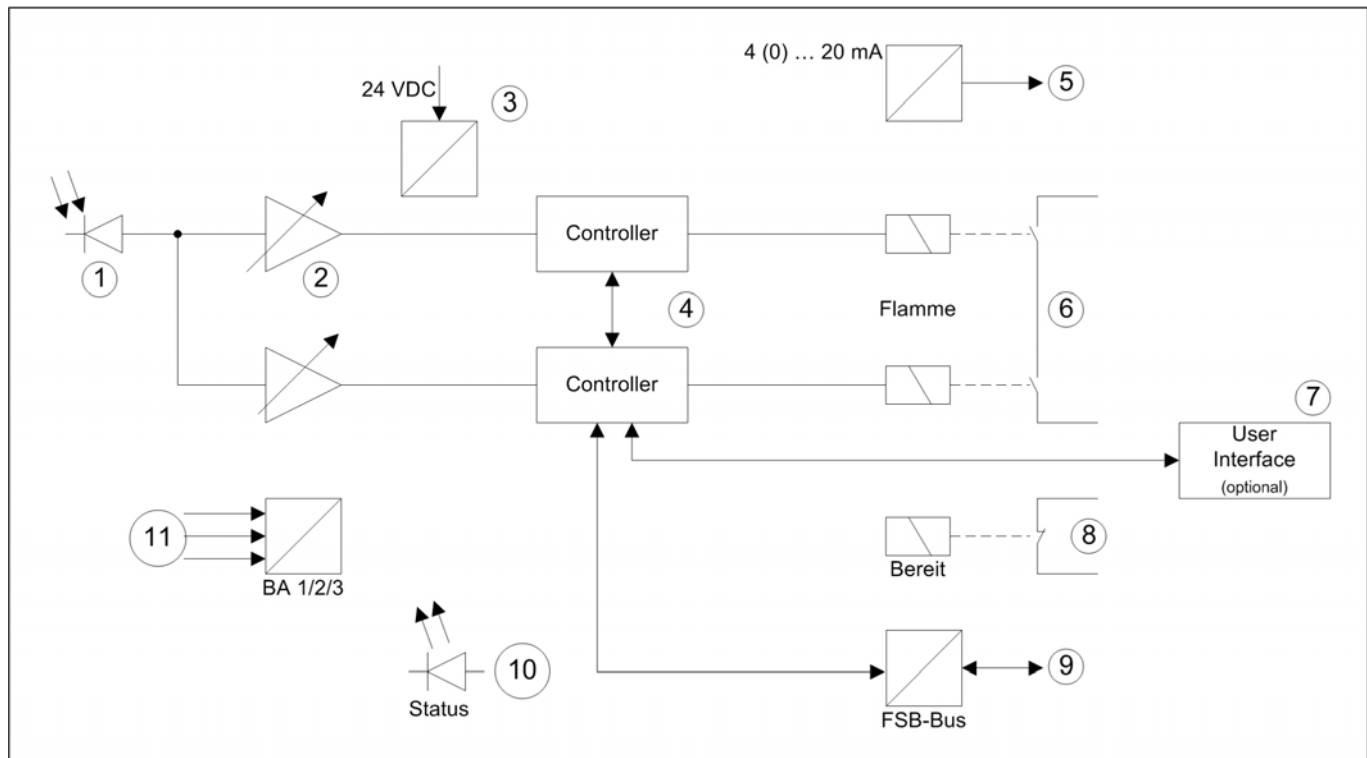 4 (0) … 20 mA
5
24 VDC
3
Controller
1
2
4
Flamme
6
Controller
7
User
Interface
(optional)
11
BA 1/2/3
8
Bereit
10
Status
9
FSB-Bus